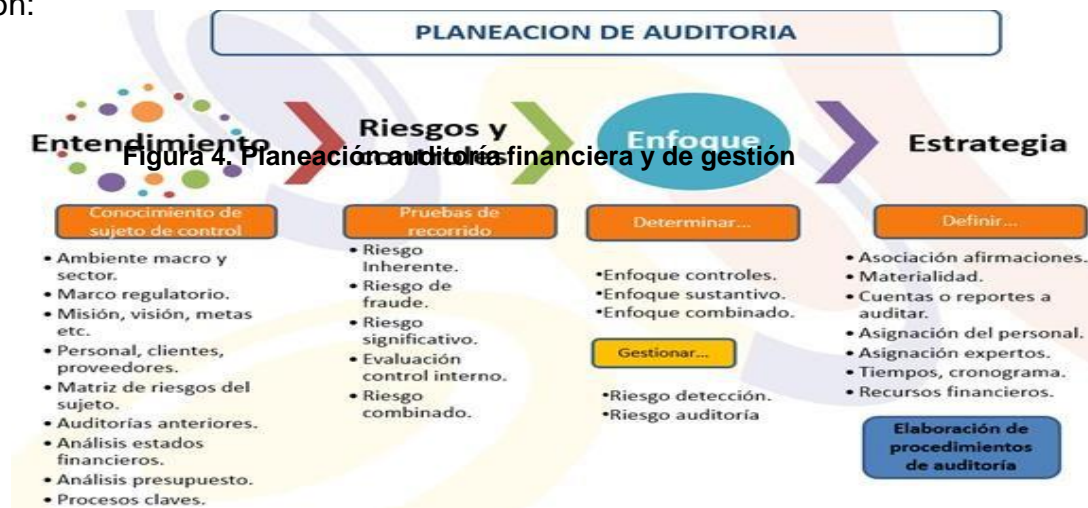 ón:
PLANEACION DE AUDITORIA
Entendimiento
Riesgos y
controles
Enfoque
Estrategia
Figura 4. Planeación auditoría financiera y de gestión
Conocimiento de
sujeto de control
• Ambiente macro y
sector.
• Marco regulatorio.
• Misión, visión, metas
etc.
• Personal, clientes,
proveedores.
• Matriz de riesgos del
sujeto.
• Auditorías anteriores.
• Análisis estados
financieros.
• Análisis presupuesto.
• Procesos claves.
Pruebas de
recorrido
• Riesgo
Inherente.
• Riesgo de
fraude.
• Riesgo
significativo.
• Evaluación
control interno.
• Riesgo
combinado.
Determinar...
•Enfoque controles.
•Enfoque sustantivo.
•Enfoque combinado.
Gestionar...
•Riesgo detección.
•Riesgo auditoría
Definir...
• Asociación afirmaciones.
• Materialidad.
• Cuentas o reportes a
auditar.
• Asignación del personal.
• Asignación expertos.
• Tiempos, cronograma.
• Recursos financieros.
Elaboración de
procedimientos
de auditoría